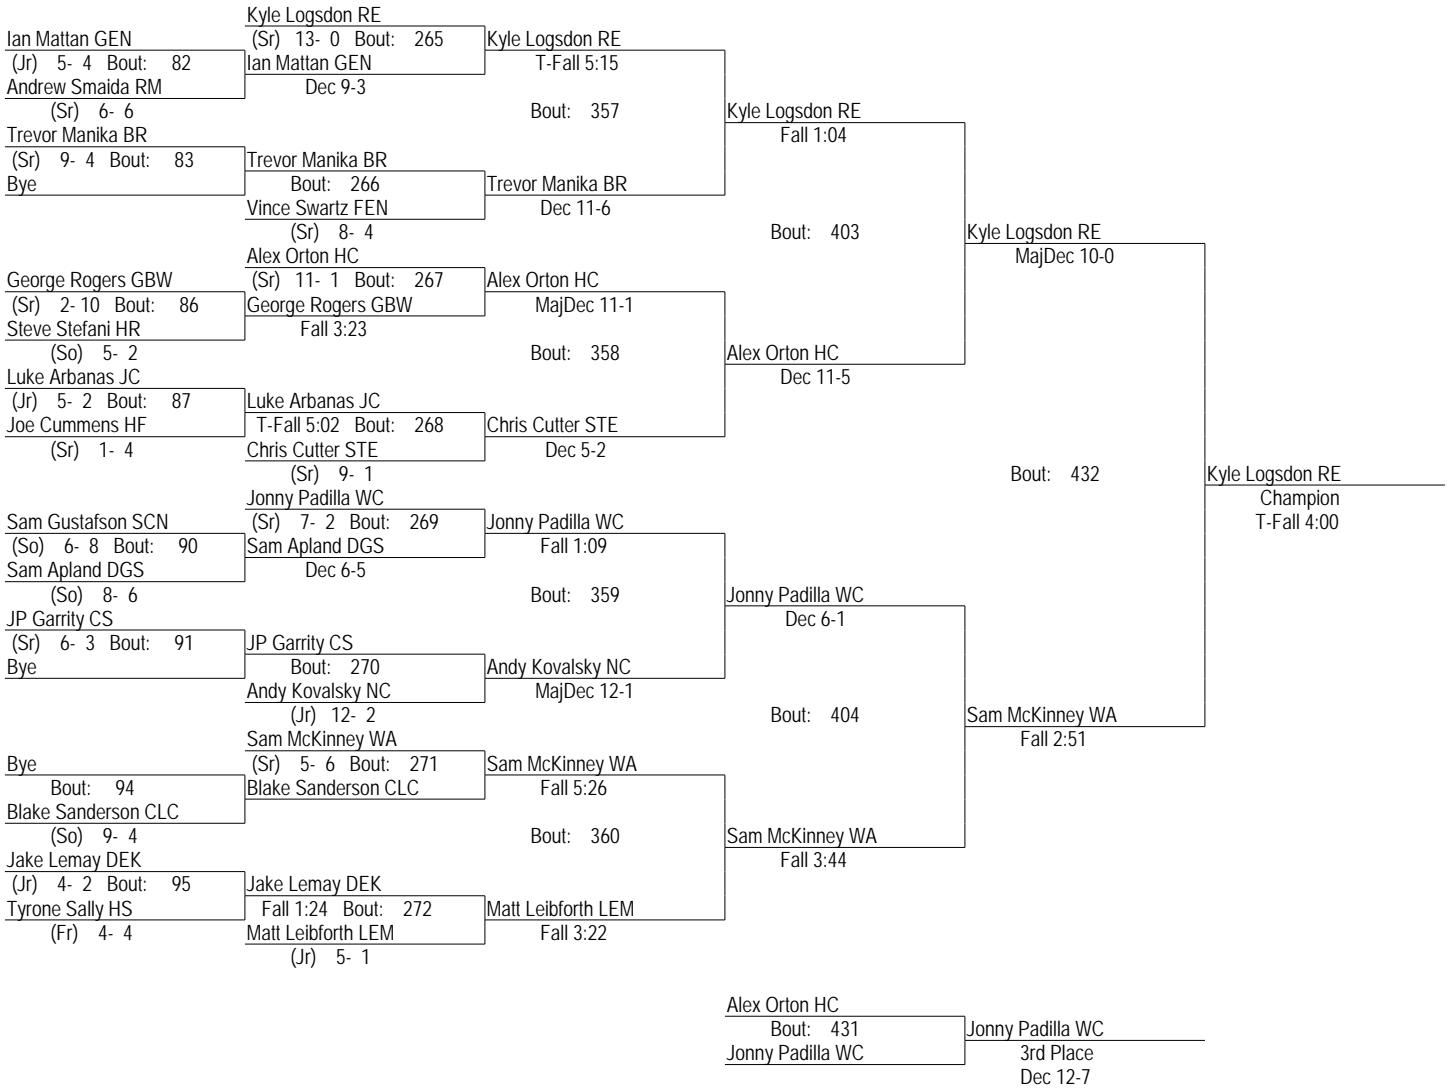 Kyle Logsdon RE
Ian Mattan GEN
(Sr) 13- 0 Bout: 265
Kyle Logsdon RE
(Jr) 5- 4 Bout: 82
Ian Mattan GEN
T-Fall 5:15
Andrew Smaida RM
Dec 9-3
(Sr) 6- 6
Bout: 357
Kyle Logsdon RE
Trevor Manika BR
Fall 1:04
(Sr) 9- 4 Bout: 83
Trevor Manika BR
Bye
Bout: 266
Trevor Manika BR
Vince Swartz FEN
Dec 11-6
(Sr) 8- 4
Bout: 403
Kyle Logsdon RE
Alex Orton HC
MajDec 10-0
George Rogers GBW
(Sr) 11- 1 Bout: 267
Alex Orton HC
(Sr) 2- 10 Bout: 86
George Rogers GBW
MajDec 11-1
Steve Stefani HR
Fall 3:23
(So) 5- 2
Bout: 358
Alex Orton HC
Luke Arbanas JC
Dec 11-5
(Jr) 5- 2 Bout: 87
Luke Arbanas JC
Joe Cummens HF
T-Fall 5:02 Bout: 268
Chris Cutter STE
(Sr) 1- 4
Chris Cutter STE
Dec 5-2
(Sr) 9- 1
Bout: 432
Kyle Logsdon RE
Jonny Padilla WC
Champion
Sam Gustafson SCN
(Sr) 7- 2 Bout: 269
Jonny Padilla WC
T-Fall 4:00
(So) 6- 8 Bout: 90
Sam Apland DGS
Fall 1:09
Sam Apland DGS
Dec 6-5
(So) 8- 6
Bout: 359
Jonny Padilla WC
JP Garrity CS
Dec 6-1
(Sr) 6- 3 Bout: 91
JP Garrity CS
Bye
Bout: 270
Andy Kovalsky NC
Andy Kovalsky NC
MajDec 12-1
(Jr) 12- 2
Bout: 404
Sam McKinney WA
Sam McKinney WA
Fall 2:51
Bye
(Sr) 5- 6 Bout: 271
Sam McKinney WA
Bout: 94
Blake Sanderson CLC
Fall 5:26
Blake Sanderson CLC
(So) 9- 4
Bout: 360
Sam McKinney WA
Jake Lemay DEK
Fall 3:44
(Jr) 4- 2 Bout: 95
Jake Lemay DEK
Tyrone Sally HS
Fall 1:24 Bout: 272
Matt Leibforth LEM
(Fr) 4- 4
Matt Leibforth LEM
Fall 3:22
(Jr) 5- 1
Alex Orton HC
Bout: 431
Jonny Padilla WC
Jonny Padilla WC
3rd Place
Dec 12-7